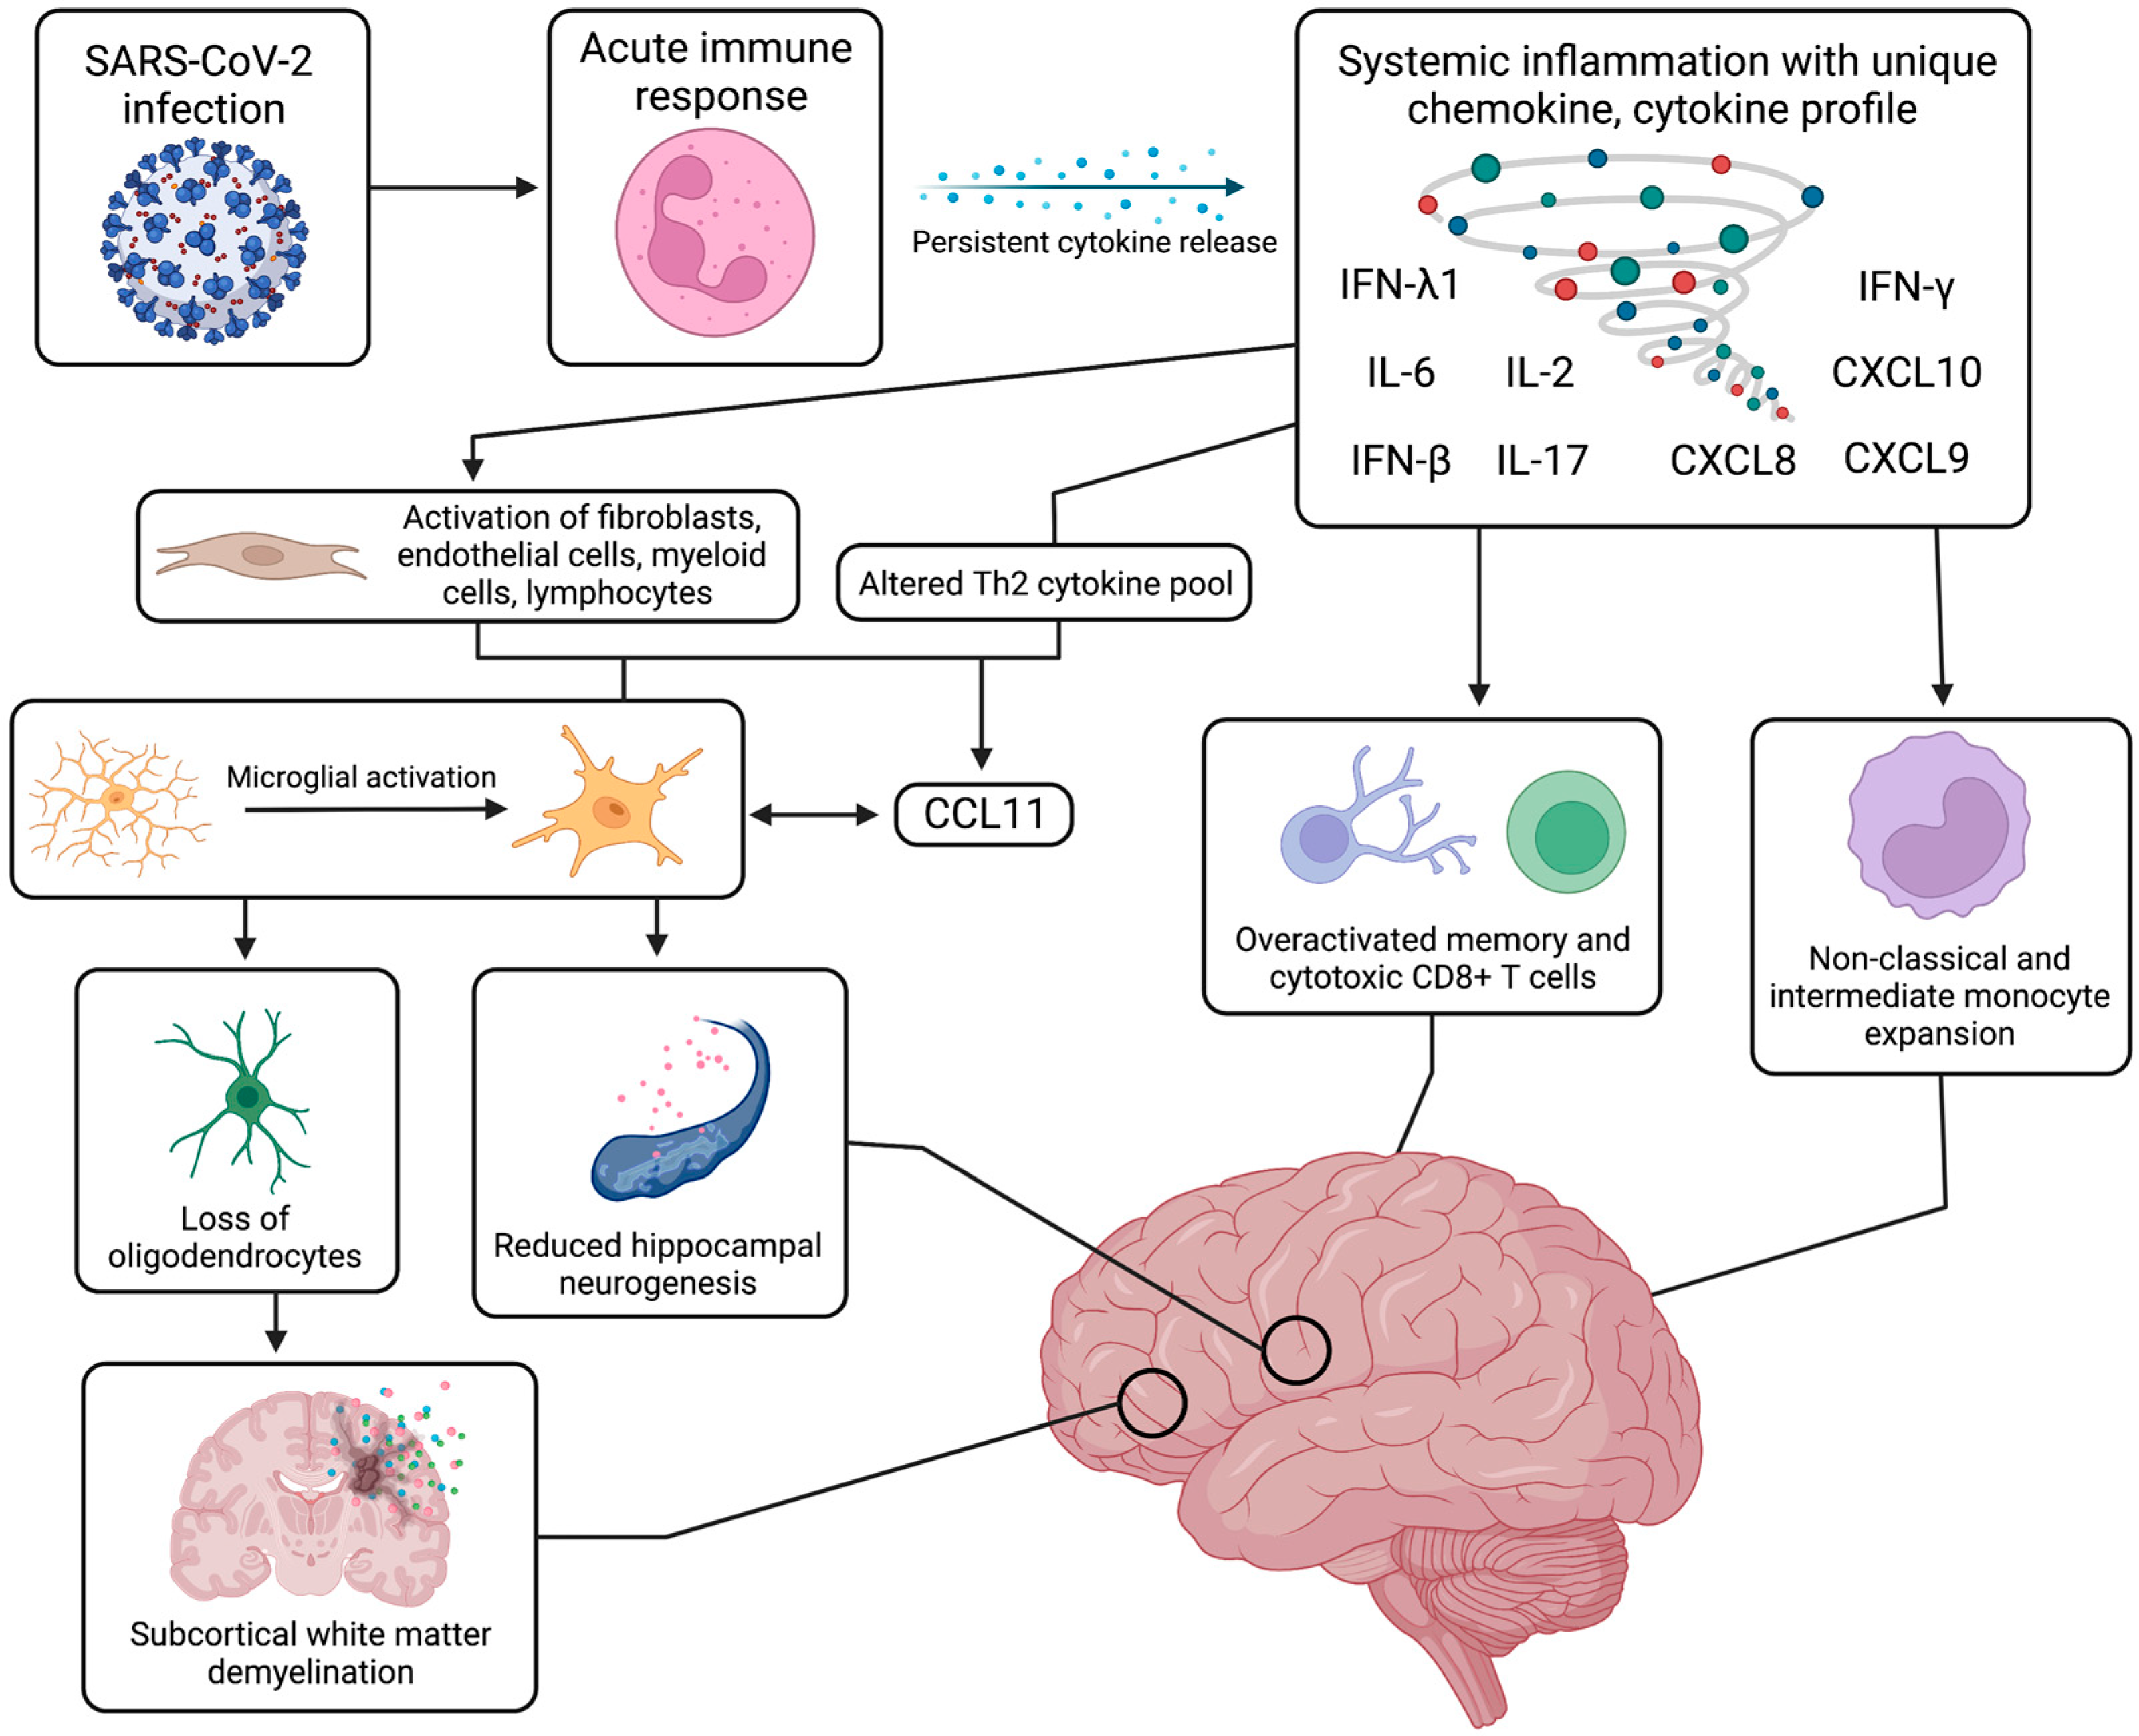 SARS-CoV-2
infection
Acute immune
response
Persistent cytokine release
Systemic inflammation with unique
chemokine, cytokine profile
IFN-λ1
IFN-γ
IL-6
IL-2
CXCL10
IFN-β
IL-17
CXCL8
CXCL9
Activation of fibroblasts,
endothelial cells, myeloid
cells, lymphocytes
Altered Th2 cytokine pool
Microglial activation
CCL11
Overactivated memory and
cytotoxic CD8+ T cells
Non-classical and
intermediate monocyte
expansion
Loss of
oligodendrocytes
Reduced hippocampal
neurogenesis
Subcortical white matter
demyelination